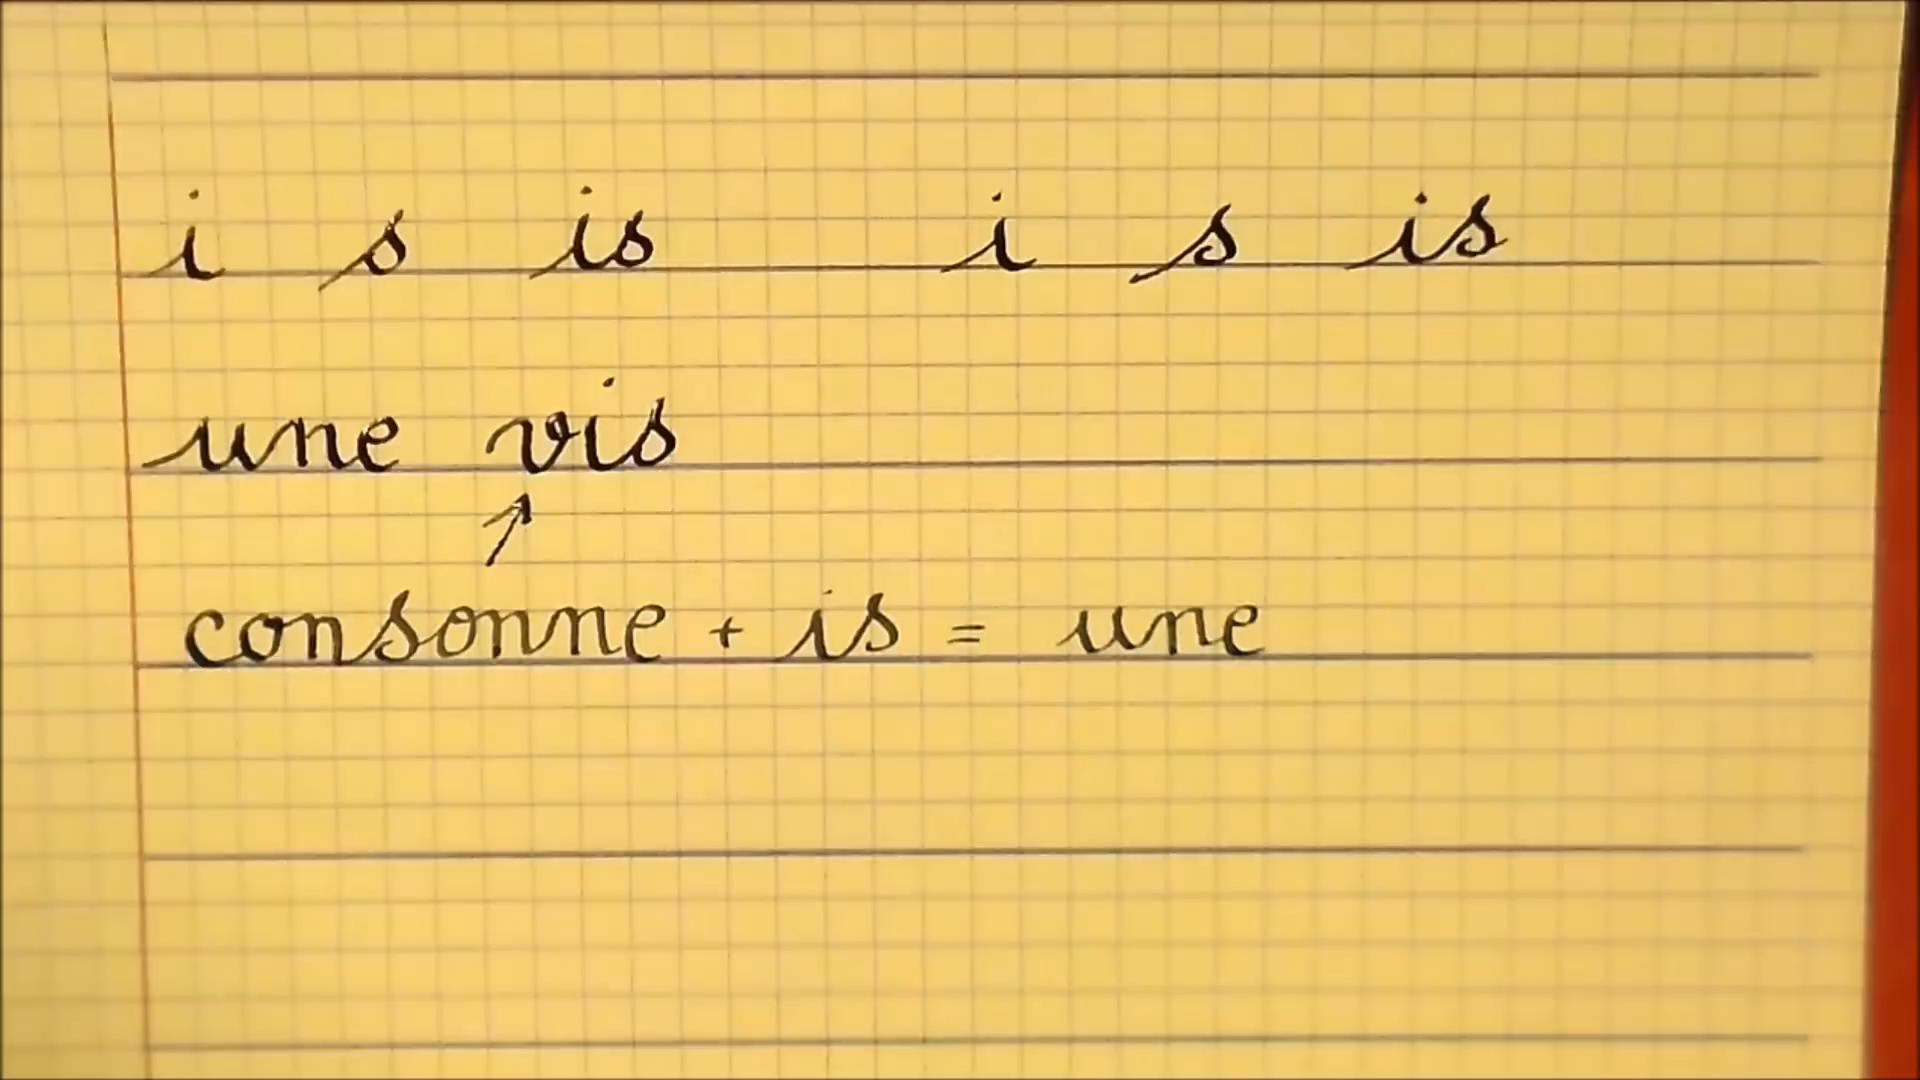 i s is i s is
une vis
consonne + is = une